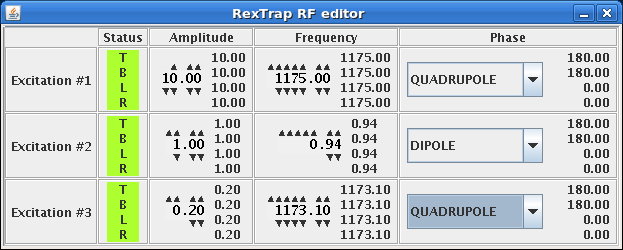 RexTrap RF editor
Status Amplitude Frequency Phase
Excitation #1 T B L R 10.00 10.00 10.00 10.00 10.00 1175.00 1175.00 1175.00 1175.00 1175.00 QUADRUPOLE 180.00 180.00 0.00 0.00
Excitation #2 T B L R 1.00 1.00 1.00 1.00 1.00 0.94 0.94 0.94 0.94 0.94 DIPOLE 180.00 180.00 0.00 0.00
Excitation #3 T B L R 0.20 0.20 0.20 0.20 0.20 1173.10 1173.10 1173.10 1173.10 1173.10 QUADRUPOLE 180.00 180.00 0.00 0.00